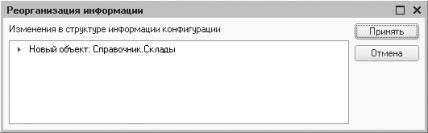 Реорганизация информации
Изменения в структуре информации конфигурации
Принять
Новый объект: Справочник.Склады
Отмена